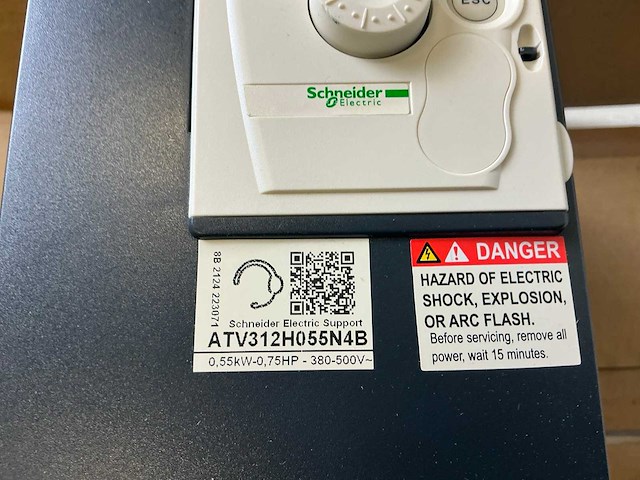 ESC
Schneider
Electric
8B 2124 223071
Schneider Electric Support
ATV312H055N4B
0,55kW-0,75HP - 380-500V~
DANGER
HAZARD OF ELECTRIC
SHOCK, EXPLOSION,
OR ARC FLASH.
Before servicing, remove all
power, wait 15 minutes.